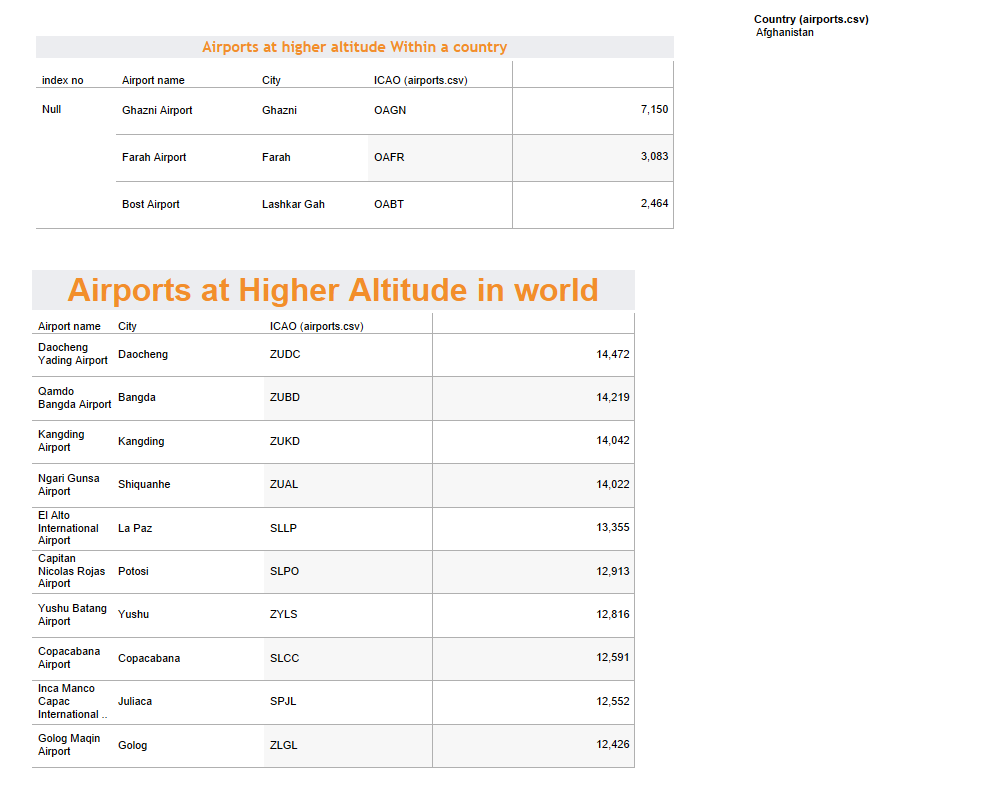 Country (airports.csv)
Afghanistan
Airports at higher altitude Within a country
index no Airport name City ICAO (airports.csv)
Null Ghazni Airport Ghazni OAGN 7,150
Farah Airport Farah OAFR 3,083
Bost Airport Lashkar Gah OABT 2,464
Airports at Higher Altitude in world
Airport name City ICAO (airports.csv)
Daocheng
Yading Airport Daocheng ZUDC 14,472
Qamdo
Bangda Airport Bangda ZUBD 14,219
Kangding
Airport Kangding ZUKD 14,042
Ngari Gunsa
Airport Shiquanhe ZUAL 14,022
El Alto
International
Airport La Paz SLLP 13,355
Capitan
Nicolas Rojas
Airport Potosi SLPO 12,913
Yushu Batang
Airport Yushu ZYLS 12,816
Copacabana
Airport Copacabana SLCC 12,591
Inca Manco
Capac
International .. Juliaca SPJL 12,552
Golog Maqin
Airport Golog ZLGL 12,426